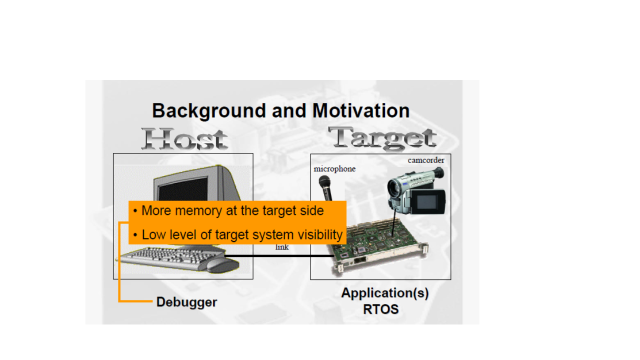 Background and Motivation
Host
Target
microphone
camcorder
• More memory at the target side
• Low level of target system visibility
link
Debugger
Application(s)
RTOS